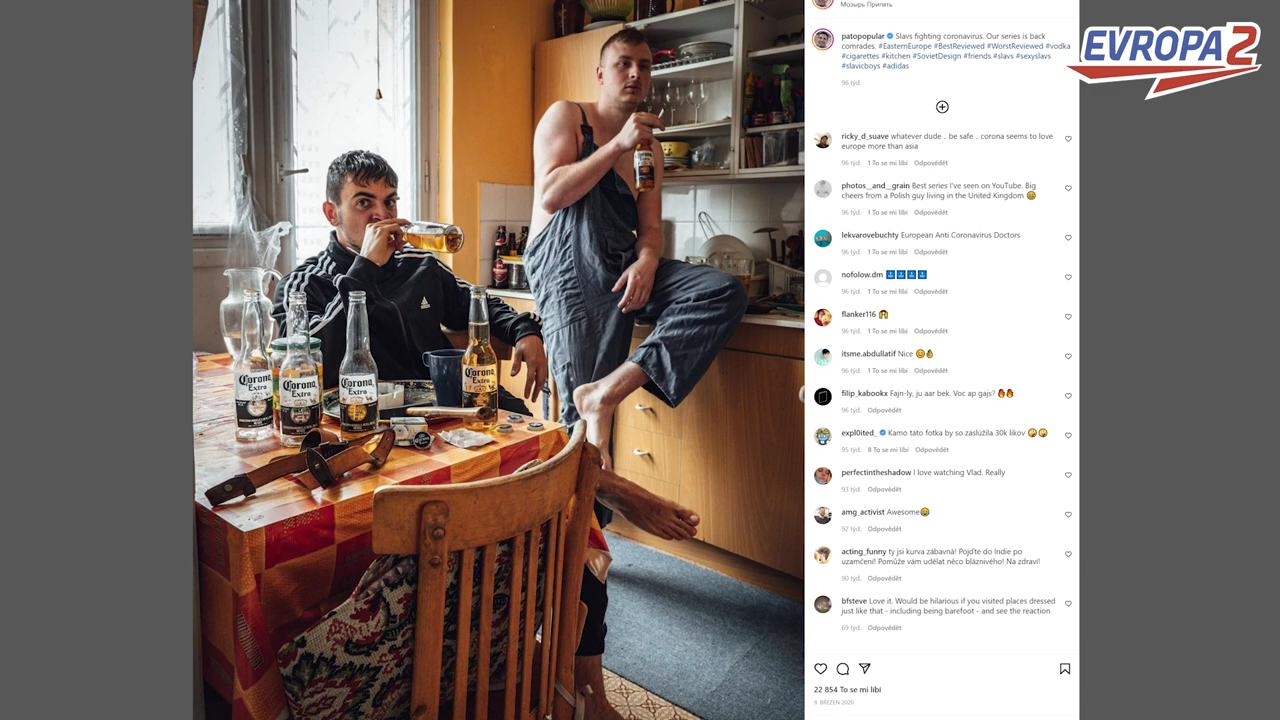 Мозырь Припять
EVROPA 2
patopopular Slavs fighting coronavirus. Our series is back
comrades. #EasternEurope #BestReviewed #WorstReviewed #vodka
#cigarettes #kitchen #SovietDesign #friends #slavs #sexyslavs
#slavicboys #adidas
96 týd.
ricky_d_suave whatever dude .. be safe .. corona seems to love
europe more than asia
96 týd. 1 To se mi líbí Odpovědět
photos__and__grain Best series I've seen on YouTube. Big
cheers from a Polish guy living in the United Kingdom 😁
96 týd. 1 To se mi líbí Odpovědět
lekvarovebuchty European Anti Coronavirus Doctors
96 týd. 1 To se mi líbí Odpovědět
nofolow.dm
96 týd. 1 To se mi líbí Odpovědět
flanker116
96 týd. 1 To se mi líbí Odpovědět
itsme.abdullatif Nice 😊👌
96 týd. 1 To se mi líbí Odpovědět
filip_kabookx Fajn-ly, ju aar bek. Voc ap gajs? 🔥🔥
96 týd. Odpovědět
expl0ited_ Kamo táto fotka by so zaslúžila 30k likov
95 týd. 8 To se mi líbí Odpovědět
perfectintheshadow I love watching Vlad. Really
93 týd. Odpovědět
amg_activist Awesome😂
92 týd. Odpovědět
acting_funny ty jsi kurva zábavná! Pojďte do Indie po
uzamčení! Pomůže vám udělat něco bláznivého! Na zdraví!
90 týd. Odpovědět
bfsteve Love it. Would be hilarious if you visited places dressed
just like that - including being barefoot - and see the reaction
69 týd. Odpovědět
22 854 To se mi líbí
9. BŘEZEN 2020
adidas
Corona
Extra
Corona
Extra
Corona
Extra
Corona
Extra